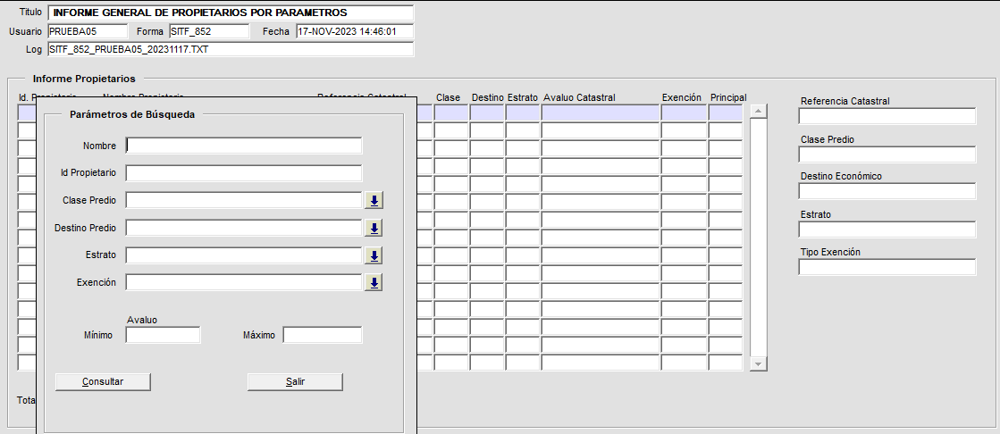 Titulo INFORME GENERAL DE PROPIETARIOS POR PARAMETROS
Usuario PRUEBA05 Forma SITF_852 Fecha 17-NOV-2023 14:46:01
Log SITF_852_PRUEBA05_20231117.TXT
Informe Propietarios
Id. Propietario Nombre Propietario Referencia Catastral Clase Destino Estrato Avaluo Catastral Exención Principal
Parámetros de Búsqueda
Nombre
Id Propietario
Clase Predio
Destino Predio
Estrato
Exención
Avaluo
Mínimo Máximo
Consultar Salir
Referencia Catastral
Clase Predio
Destino Económico
Estrato
Tipo Exención